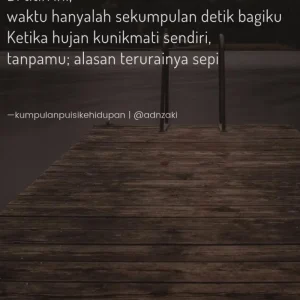 waktu hanyalah sekumpulan detik bagiku
Ketika hujan kunikmati sendiri,
tanpamu; alasan terurainya sepi
—kumpulanpuisikehidupan | @adnzaki